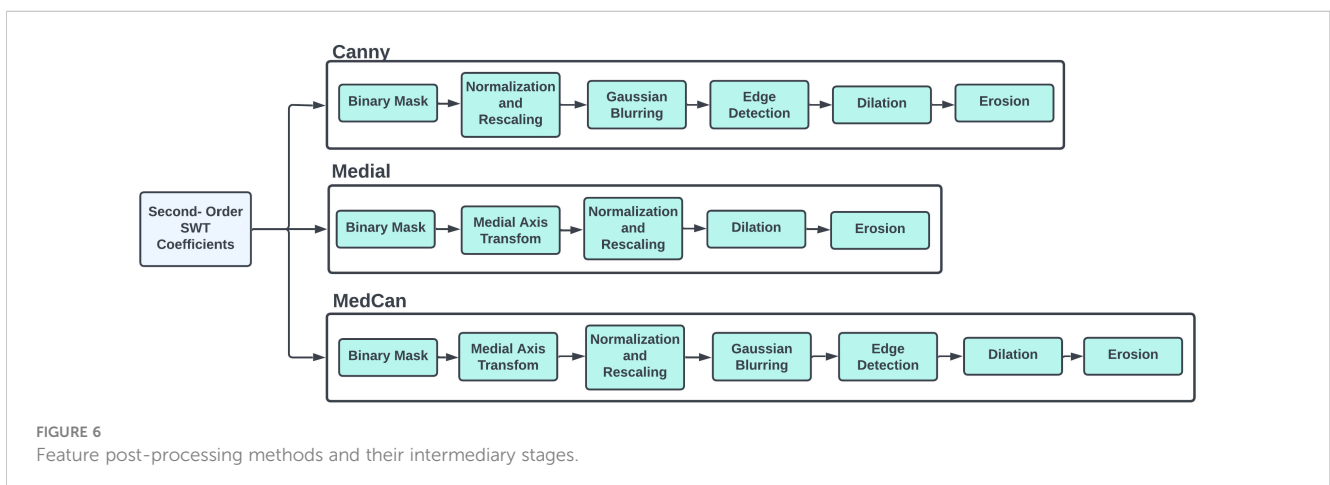 Canny
Binary Mask
Normalization
and
Rescaling
Gaussian
Blurring
Edge
Detection
Dilation
Erosion
Second- Order
SWT
Coefficients
Medial
Binary Mask
Medial Axis
Transfom
Normalization
and
Rescaling
Dilation
Erosion
MedCan
Binary Mask
Medial Axis
Transfom
Normalization
and
Rescaling
Gaussian
Blurring
Edge
Detection
Dilation
Erosion
FIGURE 6
Feature post-processing methods and their intermediary stages.